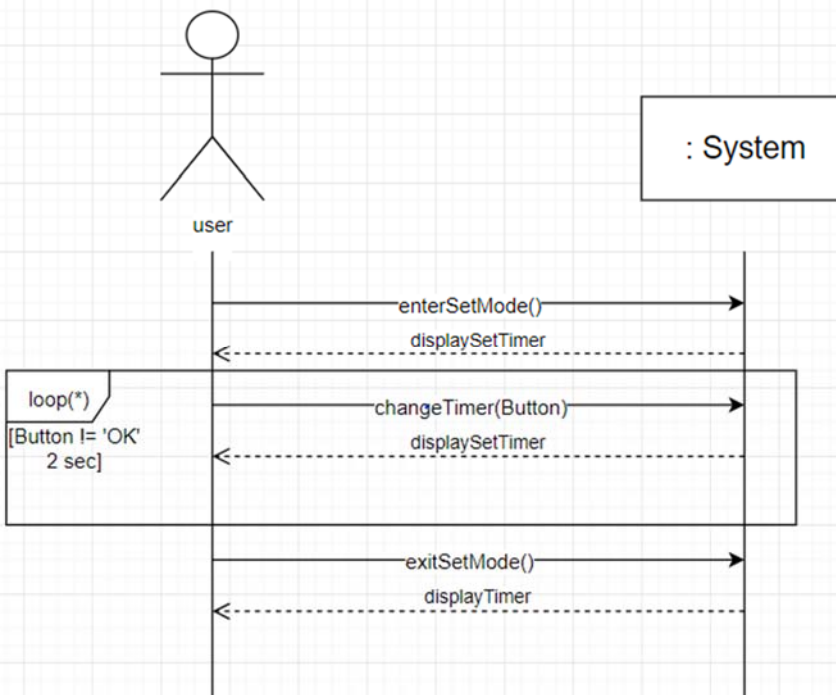 : System
user
enterSetMode()
displaySetTimer
loop(*)
changeTimer(Button)
[Button != 'OK'
2 sec]
displaySetTimer
exitSetMode()
displayTimer